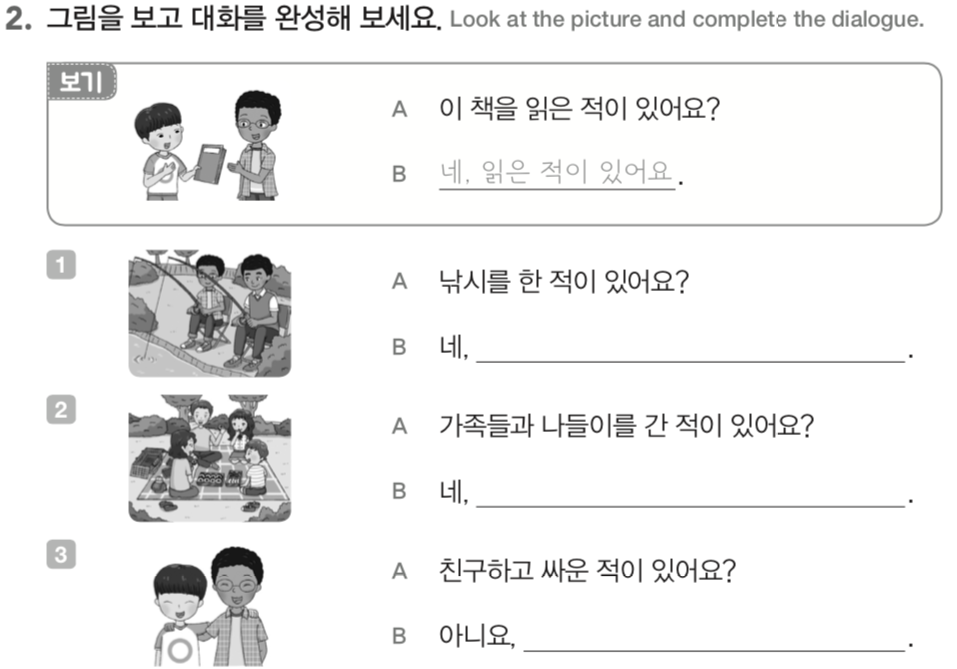 2. 그림을 보고 대화를 완성해 보세요. Look at the picture and complete the dialogue.
보기
A 이 책을 읽은 적이 있어요?
B 네, 읽은 적이 있어요.
1
A 낚시를 한 적이 있어요?
B 네, ____________________.
2
A 가족들과 나들이를 간 적이 있어요?
B 네, ____________________.
3
A 친구하고 싸운 적이 있어요?
B 아니요, ____________________.